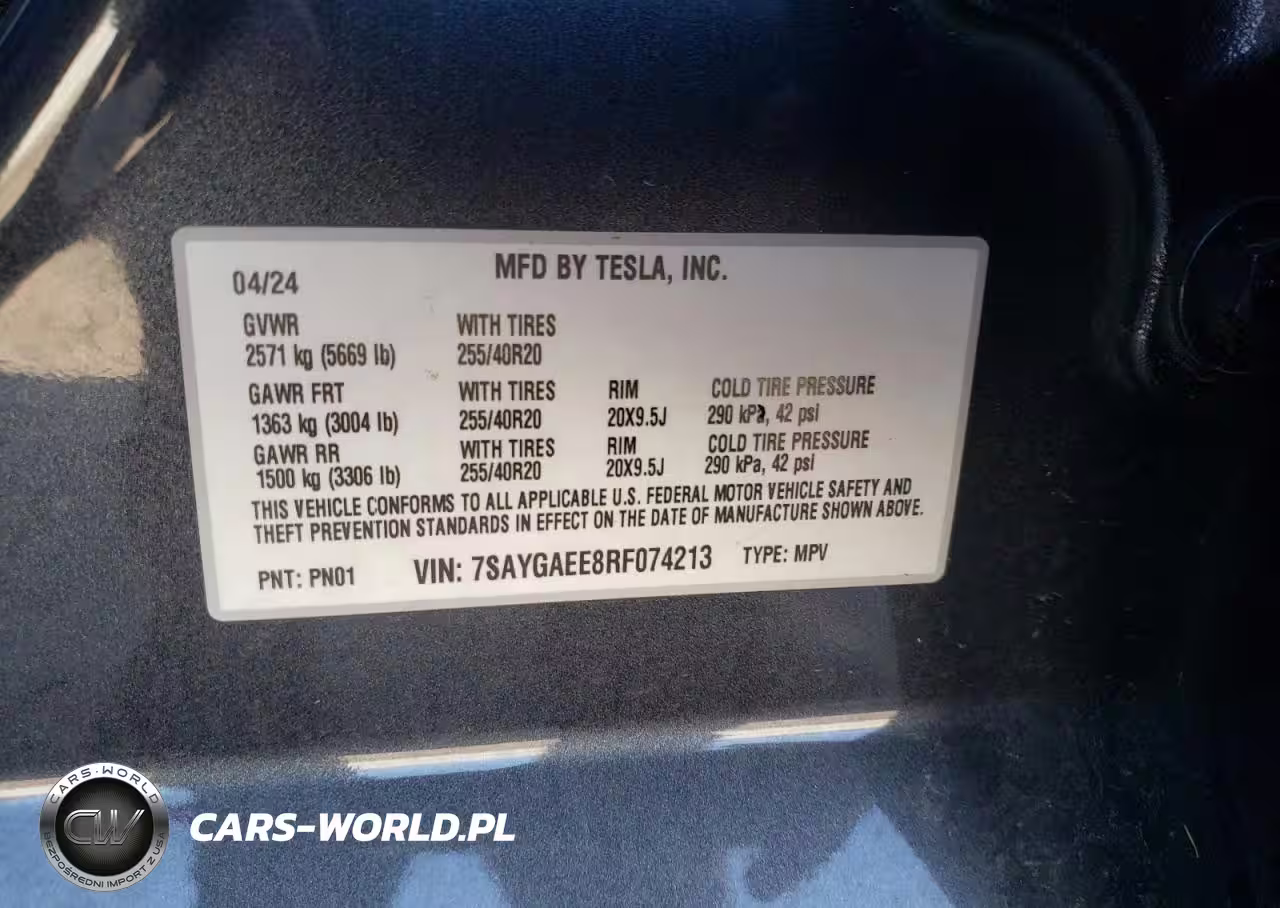 MFD BY TESLA, INC.
04/24
GVWR WITH TIRES
2571 kg (5669 lb) 255/40R20
GAWR FRT WITH TIRES RIM COLD TIRE PRESSURE
1363 kg (3004 lb) 255/40R20 20X9.5J 290 kPa, 42 psi
GAWR RR WITH TIRES RIM COLD TIRE PRESSURE
1500 kg (3306 lb) 255/40R20 20X9.5J 290 kPa, 42 psi
THIS VEHICLE CONFORMS TO ALL APPLICABLE U.S. FEDERAL MOTOR VEHICLE SAFETY AND
THEFT PREVENTION STANDARDS IN EFFECT ON THE DATE OF MANUFACTURE SHOWN ABOVE.
PNT: PN01 VIN: 7SAYGAEE8RF074213 TYPE: MPV
CARS-WORLD
CW
BEZPOŚREDNI IMPORT Z USA
CARS-WORLD.PL